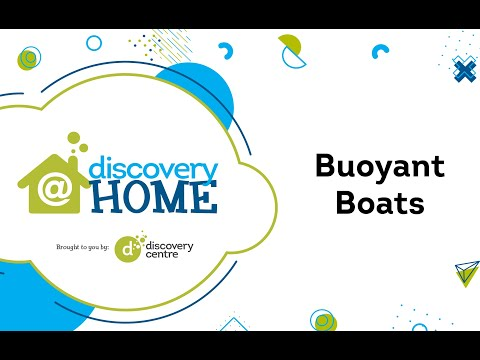 discovery
@ HOME
Brought to you by:
d
discovery
centre
Buoyant
Boats